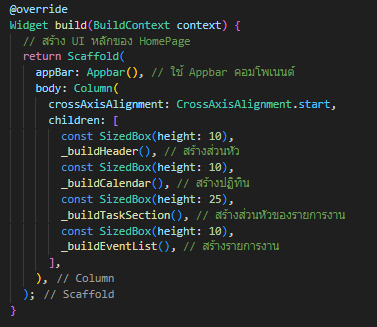 @override
Widget build(BuildContext context) {
// สร้าง UI หลักของ HomePage
return Scaffold(
appBar: Appbar(), // ใช้ Appbar คอมโพเนนต์
body: Column(
crossAxisAlignment: CrossAxisAlignment.start,
children: [
const SizedBox(height: 10),
_buildHeader(), // สร้างส่วนหัว
const SizedBox(height: 10),
_buildCalendar(), // สร้างปฏิทิน
const SizedBox(height: 25),
_buildTaskSection(), // สร้างส่วนหัวของรายการงาน
const SizedBox(height: 10),
_buildEventList(), // สร้างรายการงาน
],
), // Column
); // Scaffold
}